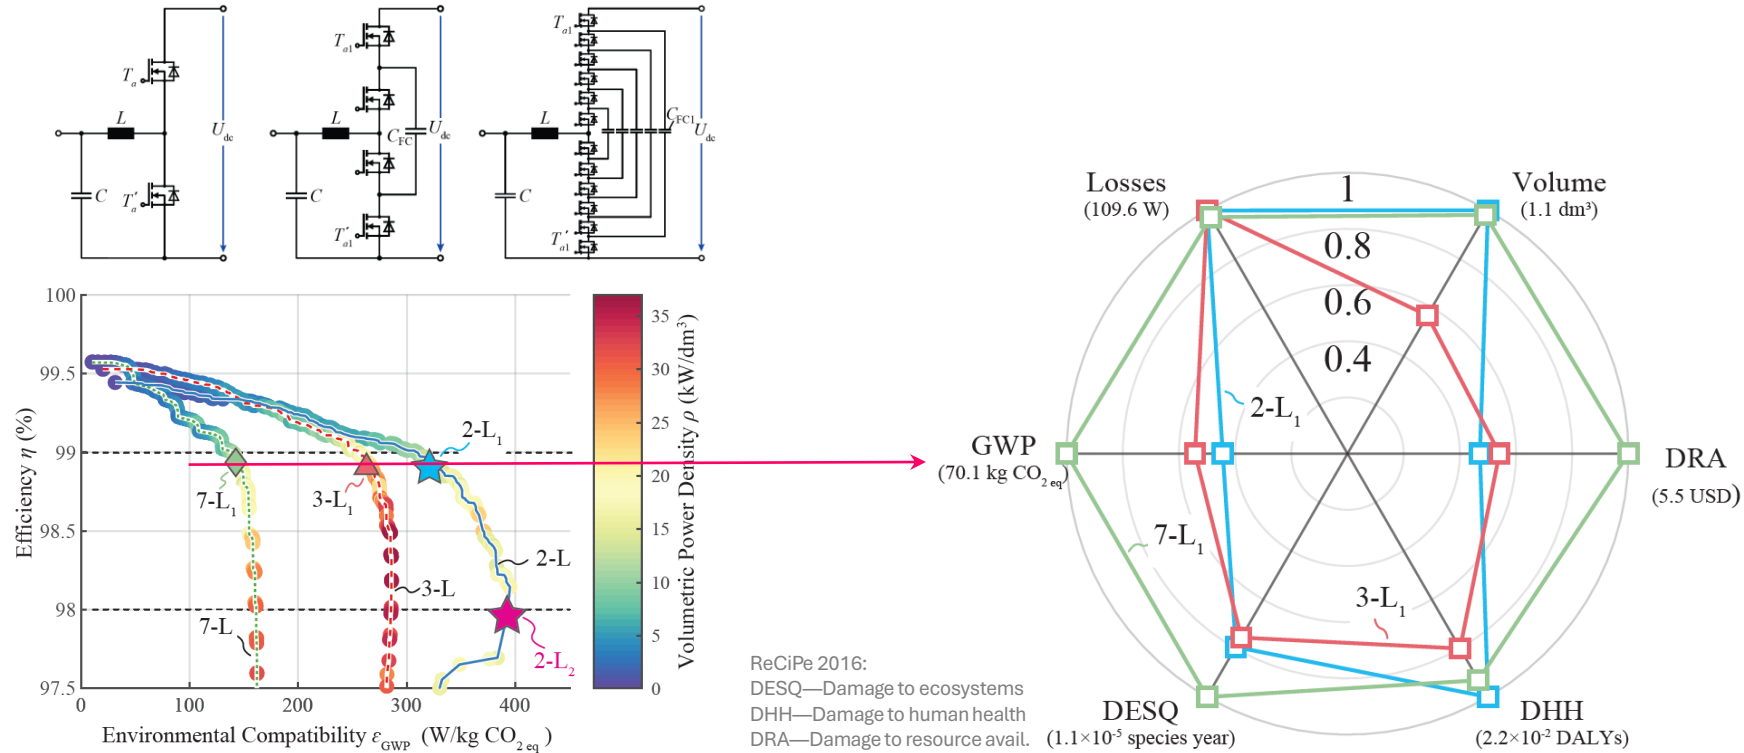 T_a
L
U_dc
C
T'_a
T_a1
L
C_FC
U_dc
C
T'_a1
T_a1
L
C_FC1
U_dc
C
T'_a1
100
99.5
99
98.5
98
97.5
Efficiency η (%)
0
100
200
300
400
Environmental Compatibility ε_GWP (W/kg CO_2 eq)
2-L_1
7-L_1
3-L_1
2-L
3-L
7-L
2-L_2
35
30
25
20
15
10
5
0
Volumetric Power Density ρ (kW/dm³)
ReCiPe 2016:
DESQ—Damage to ecosystems
DHH—Damage to human health
DRA—Damage to resource avail.
Losses
(109.6 W)
1
Volume
(1.1 dm³)
0.8
0.6
0.4
2-L_1
GWP
(70.1 kg CO_2 eq)
DRA
(5.5 USD)
7-L_1
3-L_1
DESQ
(1.1×10⁻⁵ species year)
DHH
(2.2×10⁻² DALYs)